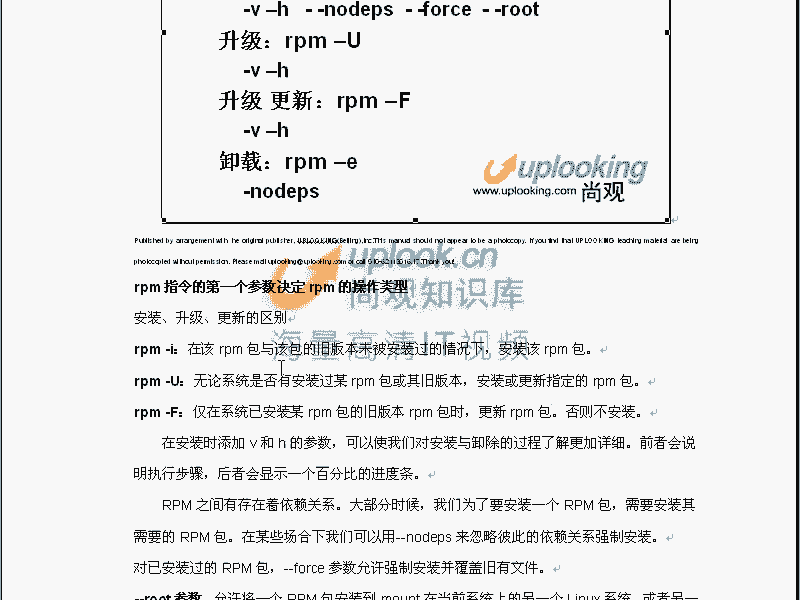 -v –h - -nodeps - -force - -root
升级：rpm –U
-v –h
升级 更新：rpm –F
-v –h
卸载：rpm –e
-nodeps
uplooking
www.uplooking.com 尚观
Published by arrangement with the original publisher, UPLOOKING(Beijing),Inc.This manual should not appear to be a photocopy. If you find that UPLOOKING teaching material are being
photocopied without permission. Please mail uplooking@uplooking.com or call Thank you!
uplook.cn
尚观知识库
海量高清IT视频
rpm 指令的第一个参数决定 rpm 的操作类型
安装、升级、更新的区别
rpm -i：在该 rpm 包与该包的旧版本未被安装过的情况下，安装该 rpm 包。
rpm -U：无论系统是否有安装过某 rpm 包或其旧版本，安装或更新指定的 rpm 包。
rpm -F：仅在系统已安装某 rpm 包的旧版本 rpm 包时，更新 rpm 包。否则不安装。
在安装时添加 v 和 h 的参数，可以使我们对安装与卸除的过程了解更加详细。前者会说
明执行步骤，后者会显示一个百分比的进度条。
RPM 之间有存在着依赖关系。大部分时候，我们为了要安装一个 RPM 包，需要安装其
需要的 RPM 包。在某些场合下我们可以用--nodeps 来忽略彼此的依赖关系强制安装。
对已安装过的 RPM 包，--force 参数允许强制安装并覆盖旧有文件。
--root 参数 允许将一个 RPM 包安装到 mount 在当前系统上的另一个 Linux 系统 或者另一